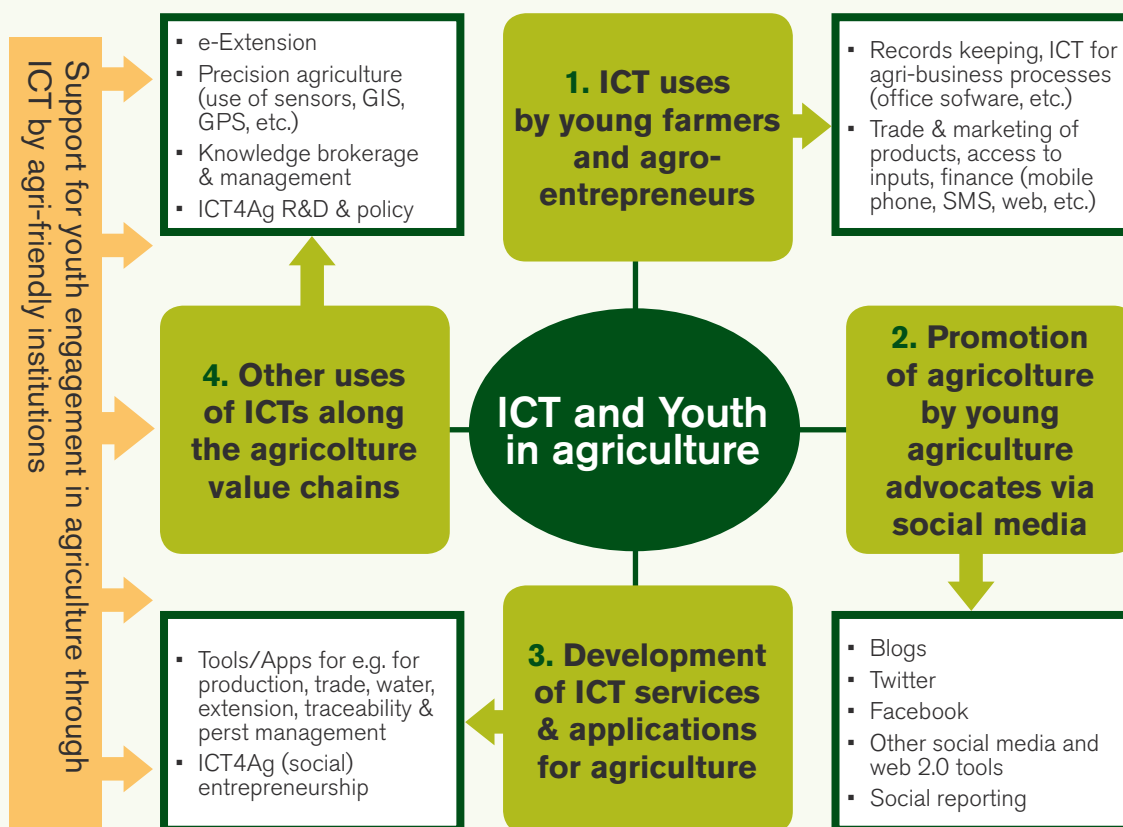 Support for youth engagement in agriculture through
ICT by agri-friendly institutions
▪ e-Extension
▪ Precision agriculture
(use of sensors, GIS,
GPS, etc.)
▪ Knowledge brokerage
& management
▪ ICT4Ag R&D & policy
1. ICT uses
by young farmers
and agro-
entrepreneurs
▪ Records keeping, ICT for
agri-business processes
(office sofware, etc.)
▪ Trade & marketing of
products, access to
inputs, finance (mobile
phone, SMS, web, etc.)
4. Other uses
of ICTs along
the agricolture
value chains
ICT and Youth
in agriculture
2. Promotion
of agricolture
by young
agriculture
advocates via
social media
▪ Tools/Apps for e.g. for
production, trade, water,
extension, traceability &
perst management
▪ ICT4Ag (social)
entrepreneurship
3. Development
of ICT services
& applications
for agriculture
▪ Blogs
▪ Twitter
▪ Facebook
▪ Other social media and
web 2.0 tools
▪ Social reporting